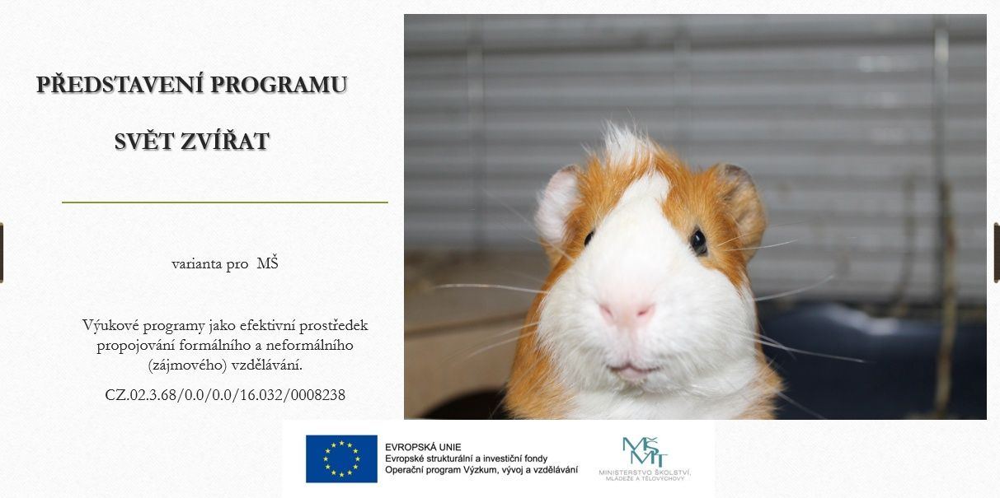 PŘEDSTAVENÍ PROGRAMU
SVĚT ZVÍŘAT
varianta pro MŠ
Výukové programy jako efektivní prostředek
propojování formálního a neformálního
(zájmového) vzdělávání.
CZ.02.3.68/0.0/0.0/16.032/0008238
EVROPSKÁ UNIE
Evropské strukturální a investiční fondy
Operační program Výzkum, vývoj a vzdělávání
MŠMT
MINISTERSTVO ŠKOLSTVÍ,
MLÁDEŽE A TĚLOVÝCHOVY